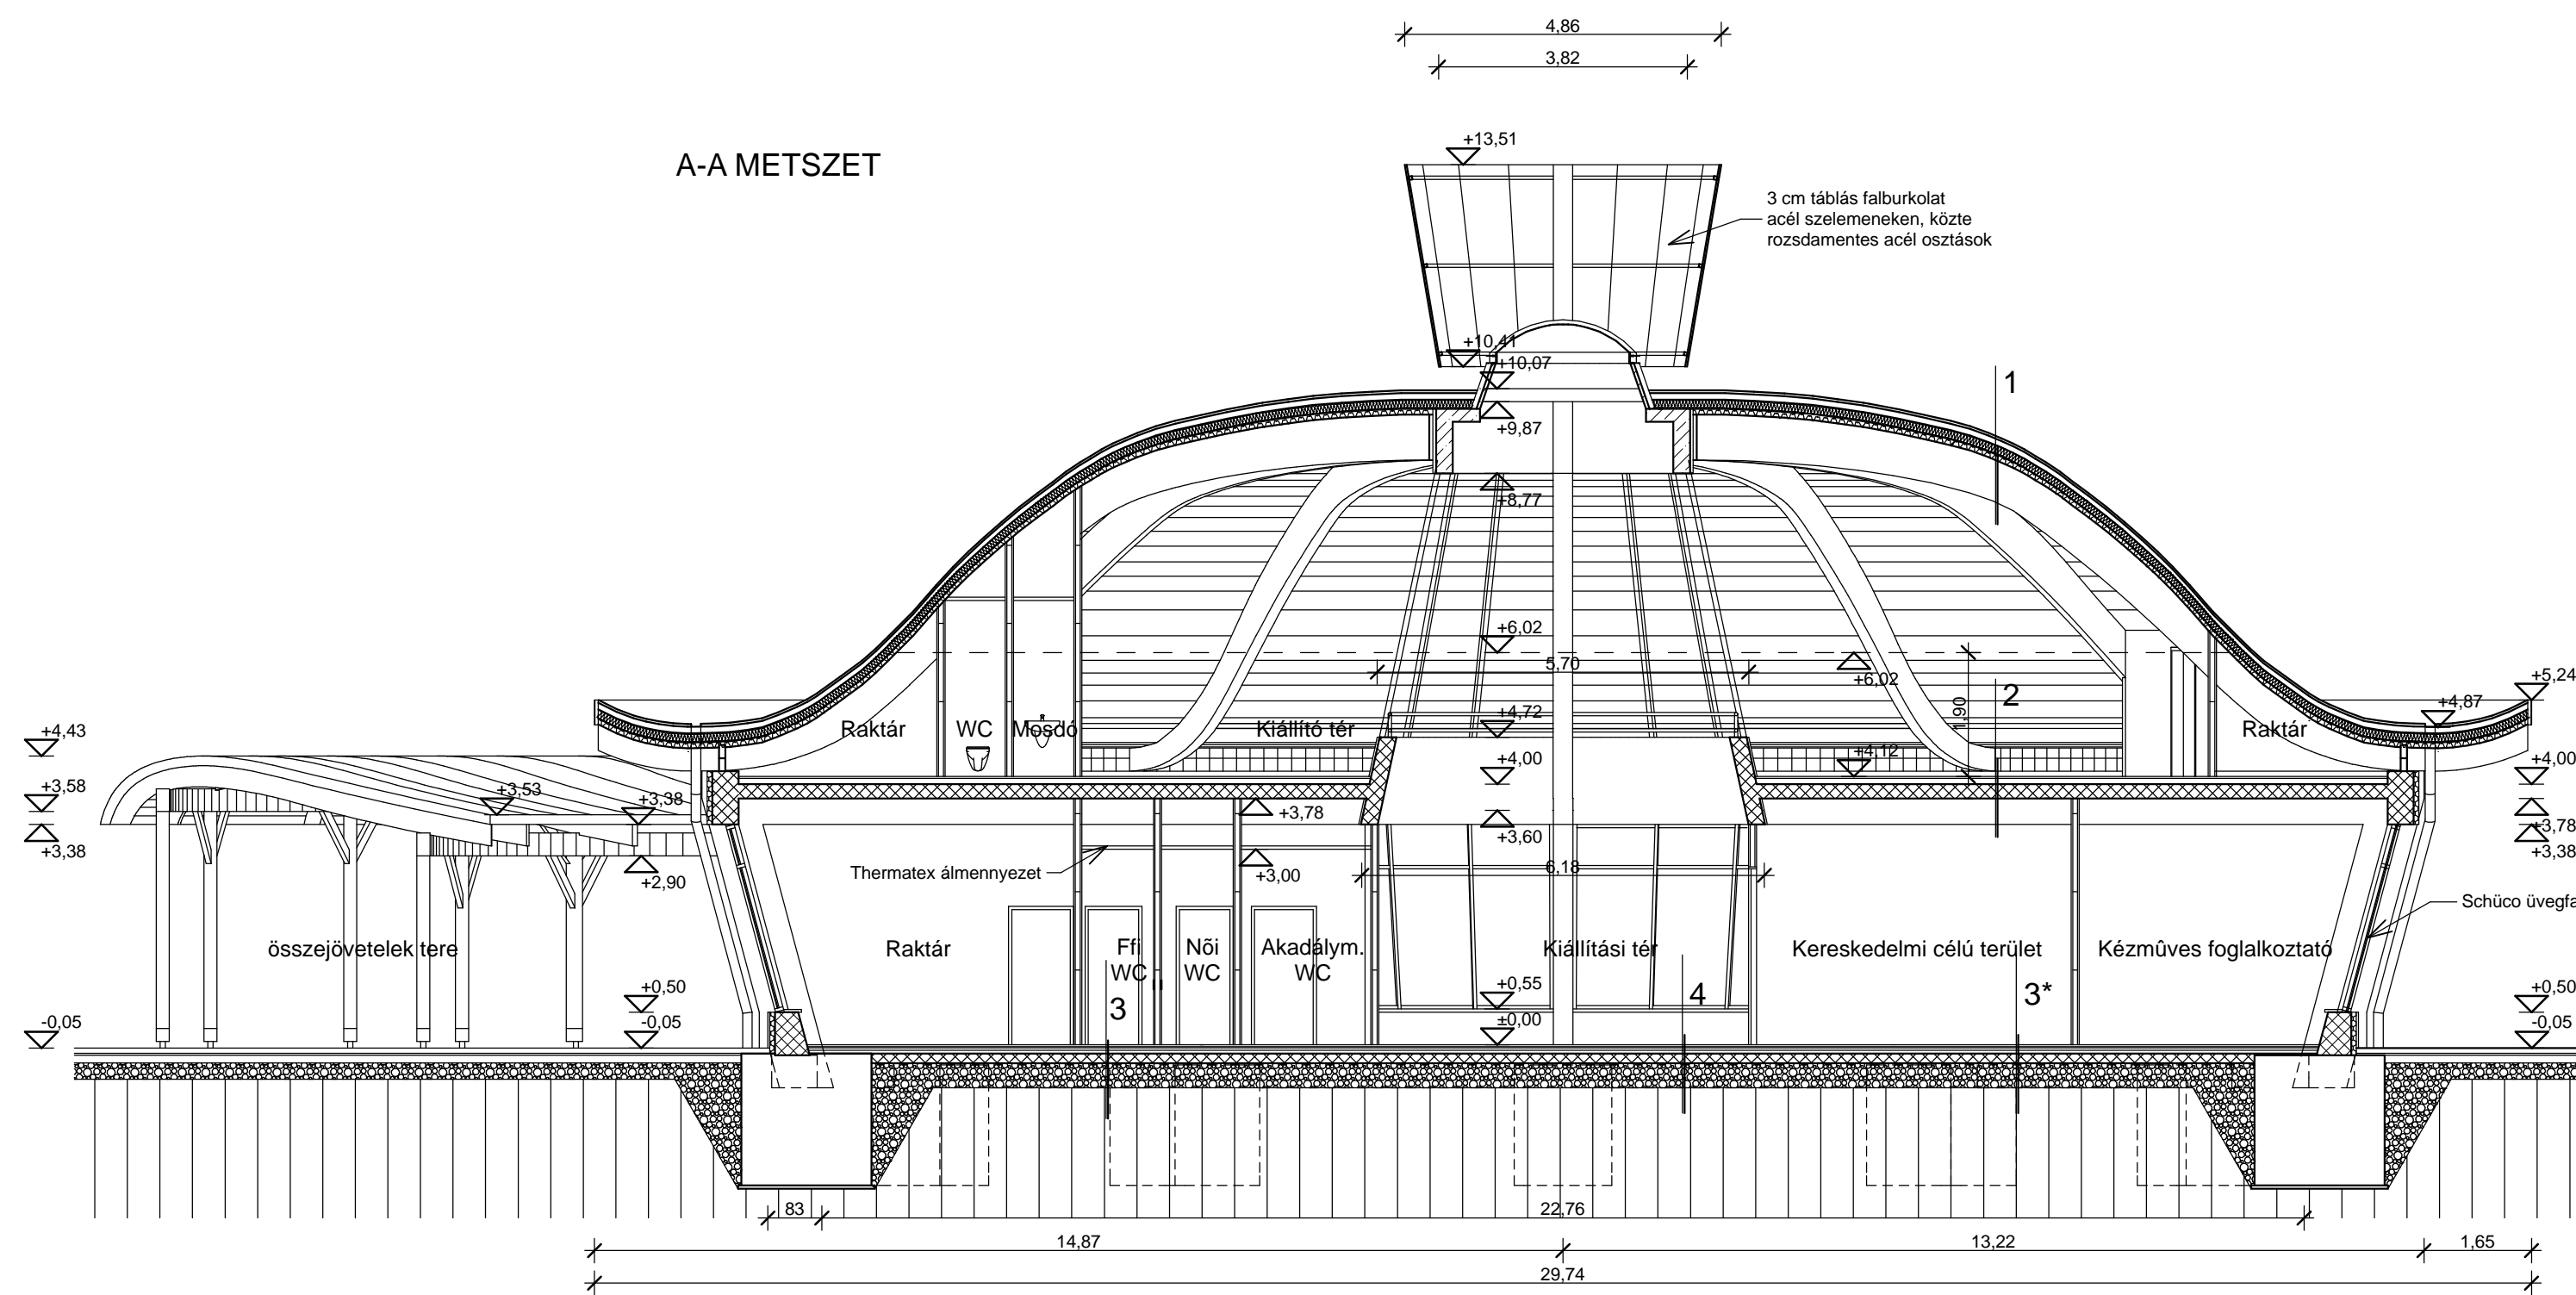 4,86
3,82
A-A METSZET
+13,51
3 cm táblás falburkolat
acél szelemeneken, közte
rozsdamentes acél osztások
+10,41
+10,07
1
+9,87
+8,77
+6,02
5,70
+6,02
1,90
2
+5,24
+4,87
+4,72
+4,43
Raktár
WC
Mosdó
Kiállító tér
Raktár
+4,12
+4,00
+4,00
+3,58
+3,53
+3,38
+3,78
+3,78
+3,60
+3,38
+3,38
Thermatex álmennyezet
+3,00
6,18
+2,90
Schüco üvegfa
összejövetelek tere
Raktár
Ffi
WC
Nõi
WC
Akadálym.
WC
Kiállítási tér
Kereskedelmi célú terület
Kézmûves foglalkoztató
+0,50
+0,55
+0,50
3
4
3*
-0,05
-0,05
±0,00
-0,05
83
22,76
14,87
13,22
1,65
29,74